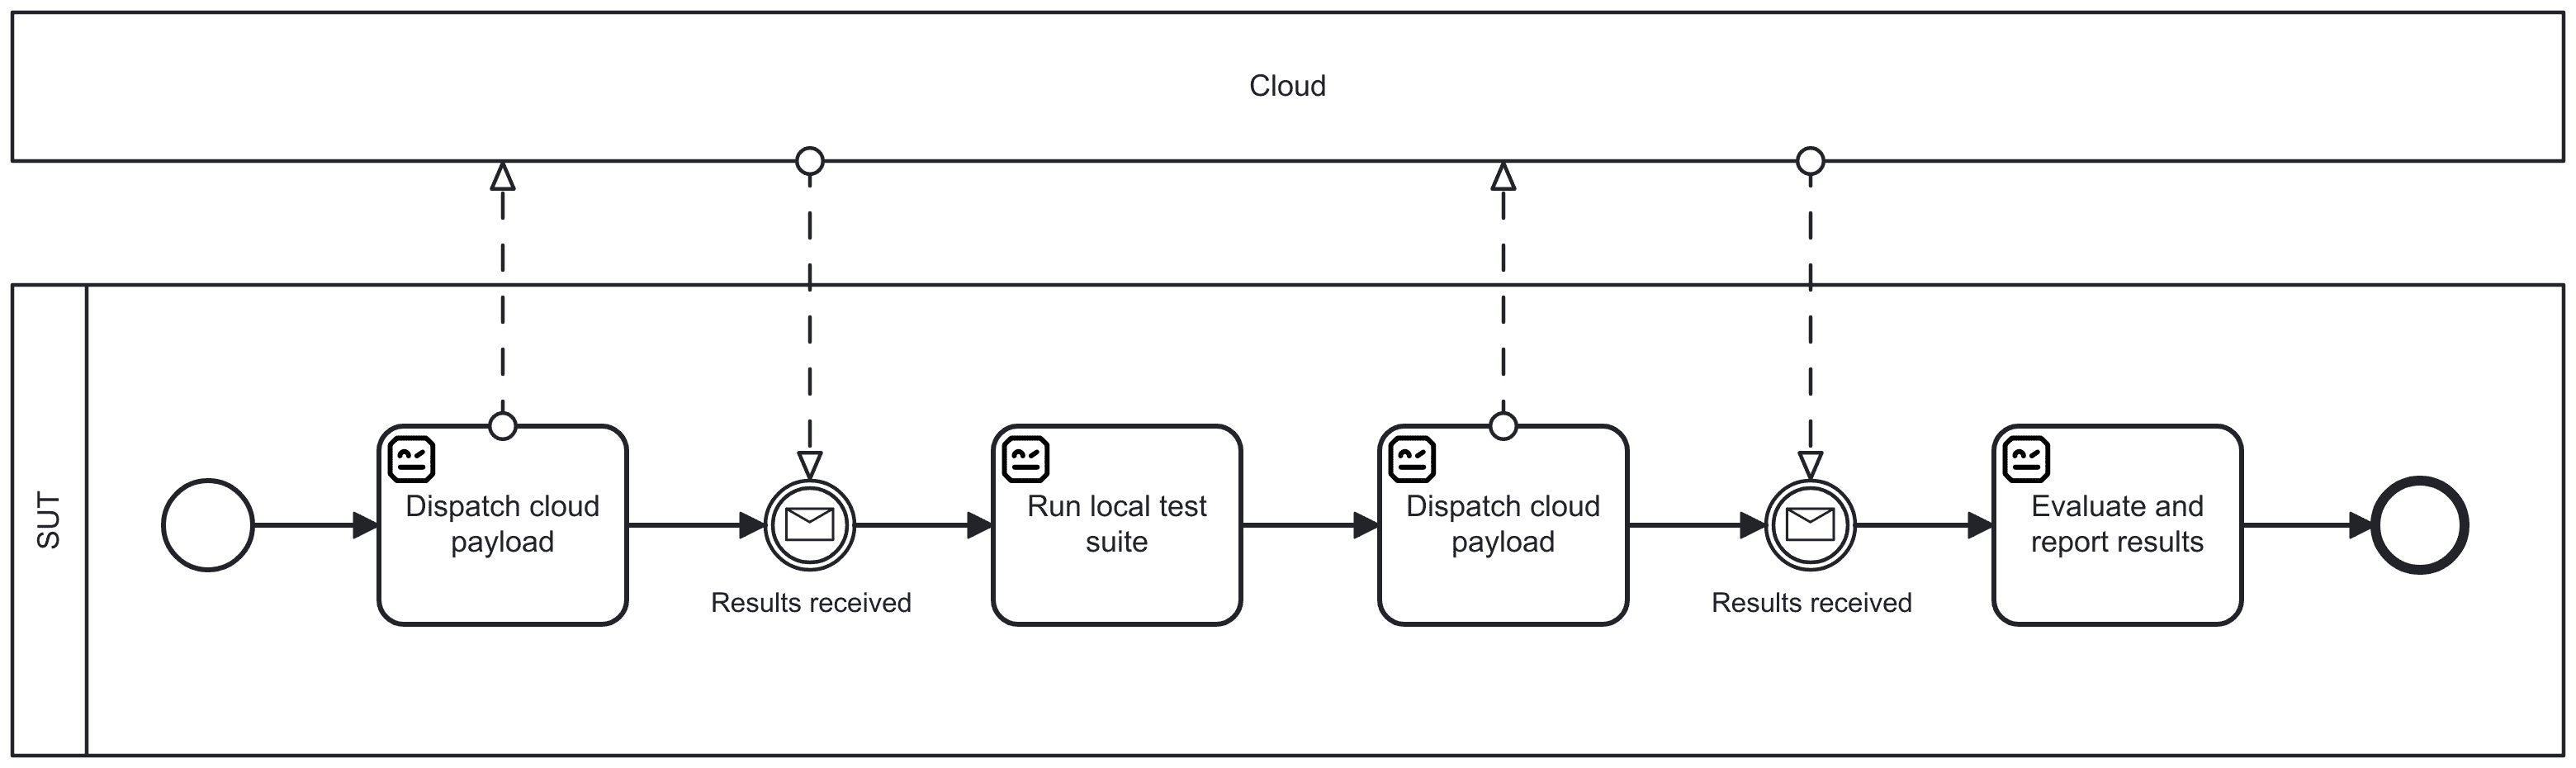 Cloud
SUT
Dispatch cloud
payload
Results received
Run local test
suite
Dispatch cloud
payload
Results received
Evaluate and
report results